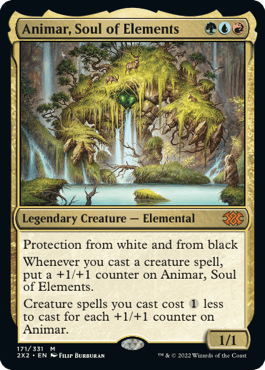 Animar, Soul of Elements
Legendary Creature — Elemental
Protection from white and from black
Whenever you cast a creature spell,
put a +1/+1 counter on Animar, Soul
of Elements.
Creature spells you cast cost 1 less
to cast for each +1/+1 counter on
Animar.
1/1
171/331 M
2X2 • EN Filip Burburan
™ & © 2022 Wizards of the Coast